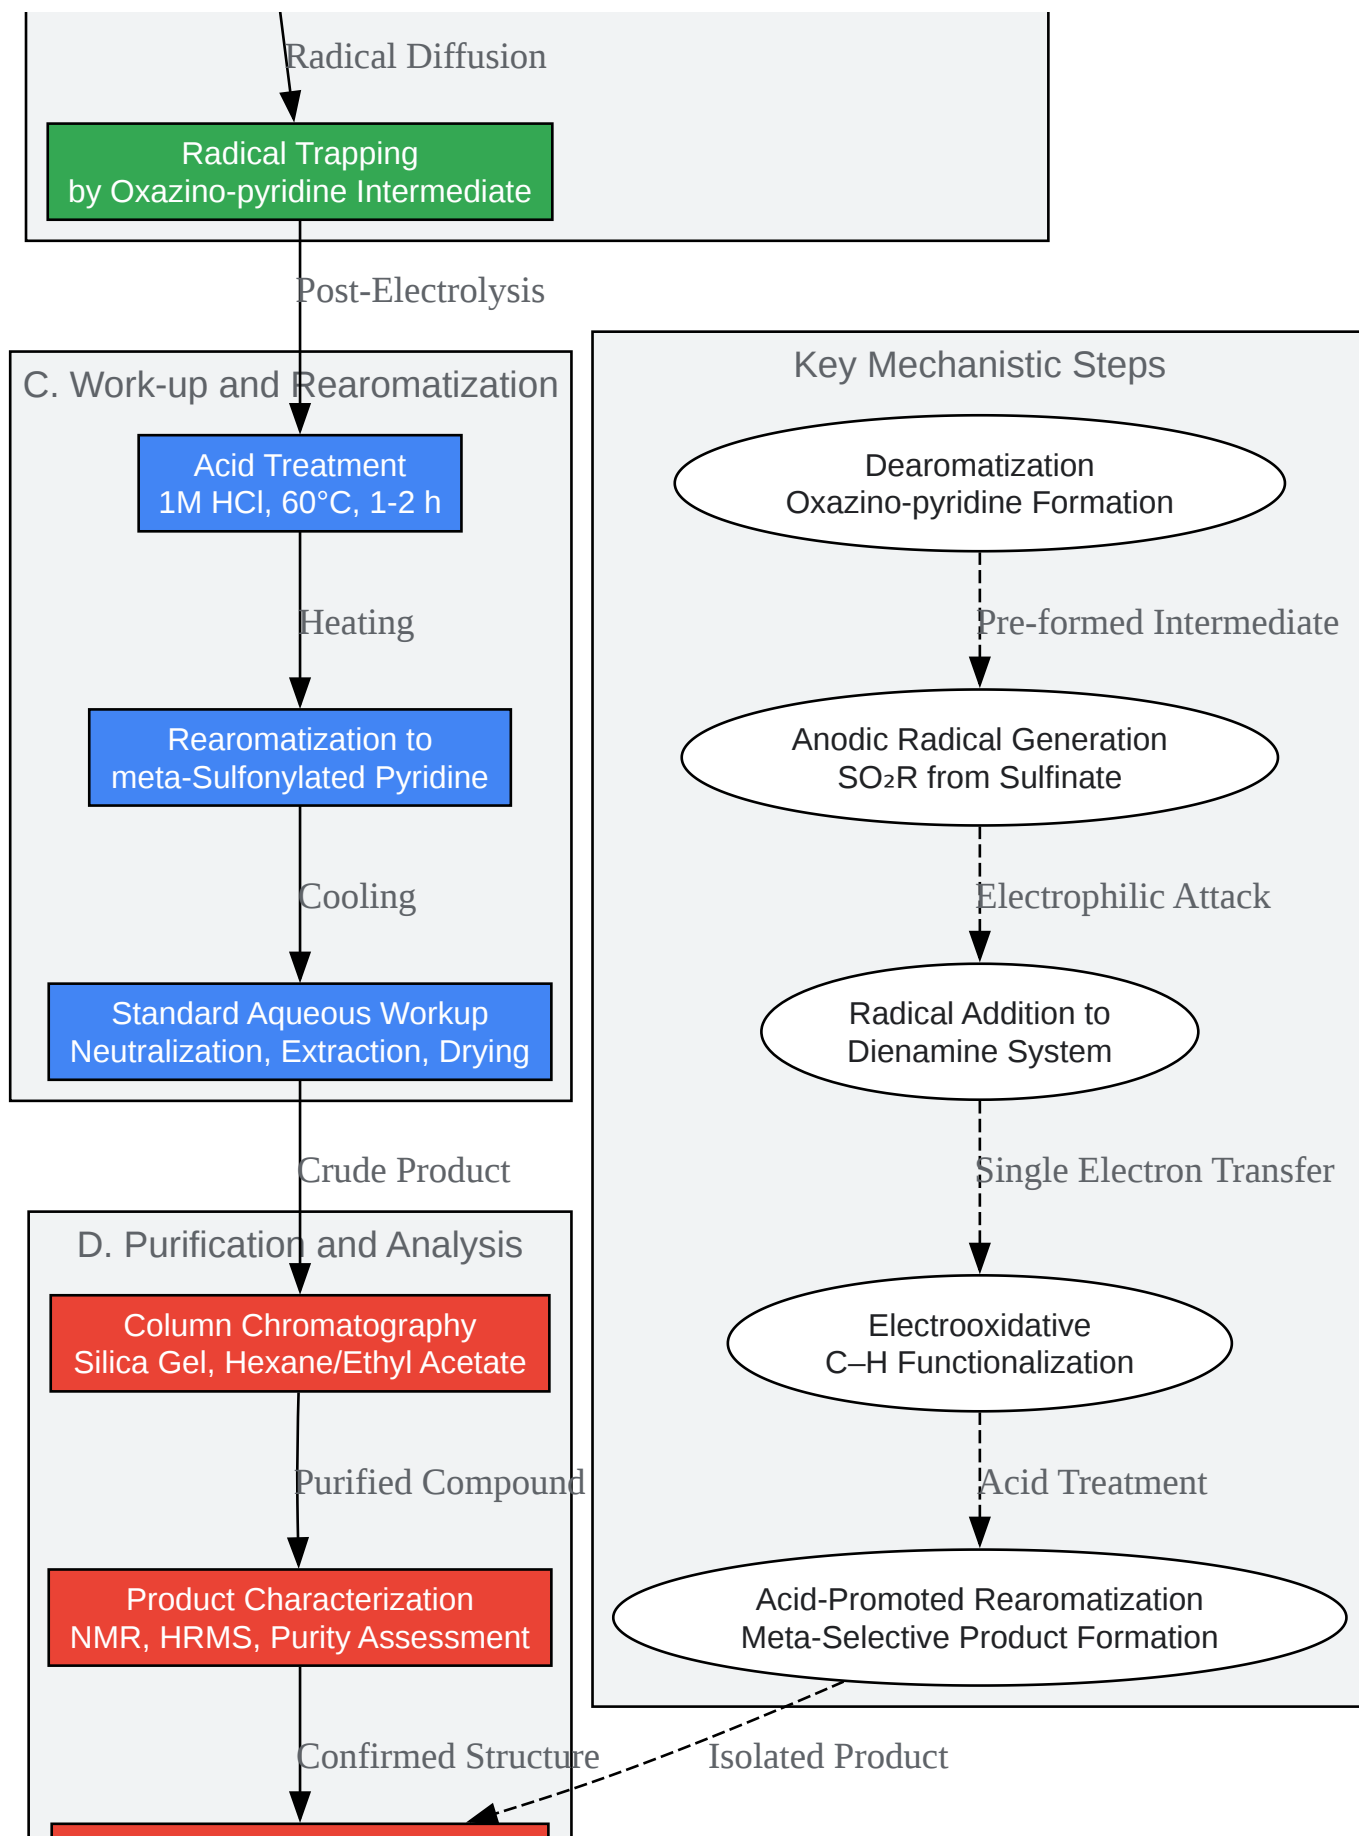 Radical Diffusion
Radical Trapping
by Oxazino-pyridine Intermediate
Post-Electrolysis
C. Work-up and Rearomatization
Acid Treatment
1M HCl, 60°C, 1-2 h
Heating
Rearomatization to
meta-Sulfonylated Pyridine
Cooling
Standard Aqueous Workup
Neutralization, Extraction, Drying
Crude Product
D. Purification and Analysis
Column Chromatography
Silica Gel, Hexane/Ethyl Acetate
Purified Compound
Product Characterization
NMR, HRMS, Purity Assessment
Confirmed Structure
Key Mechanistic Steps
Dearomatization
Oxazino-pyridine Formation
Pre-formed Intermediate
Anodic Radical Generation
SO₂R from Sulfinate
Electrophilic Attack
Radical Addition to
Dienamine System
Single Electron Transfer
Electrooxidative
C–H Functionalization
Acid Treatment
Acid-Promoted Rearomatization
Meta-Selective Product Formation
Isolated Product